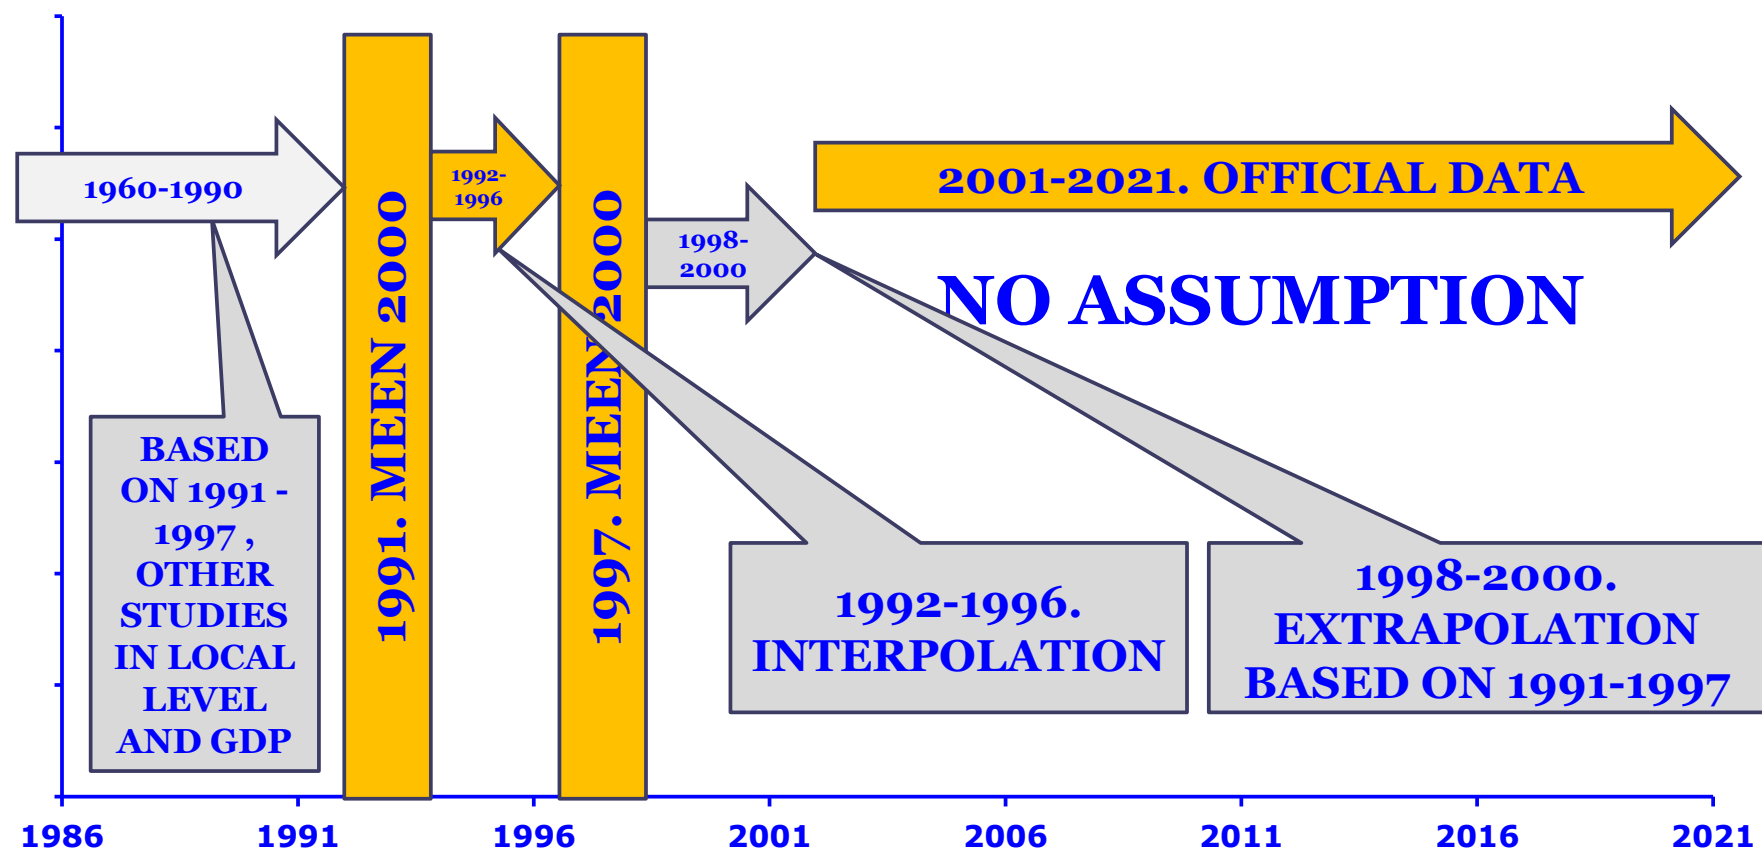 1960-1990
1991. MEEN 2000
1992-
1996
1997. MEEN 2000
1998-
2000
2001-2021. OFFICIAL DATA
NO ASSUMPTION
BASED
ON 1991 -
1997 ,
OTHER
STUDIES
IN LOCAL
LEVEL
AND GDP
1992-1996.
INTERPOLATION
1998-2000.
EXTRAPOLATION
BASED ON 1991-1997
1986 1991 1996 2001 2006 2011 2016 2021